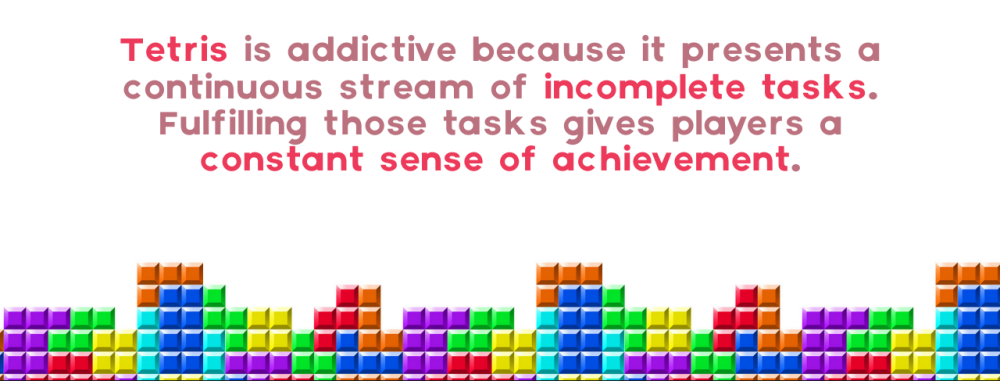 Tetris is addictive because it presents a
continuous stream of incomplete tasks.
Fulfilling those tasks gives players a
constant sense of achievement.